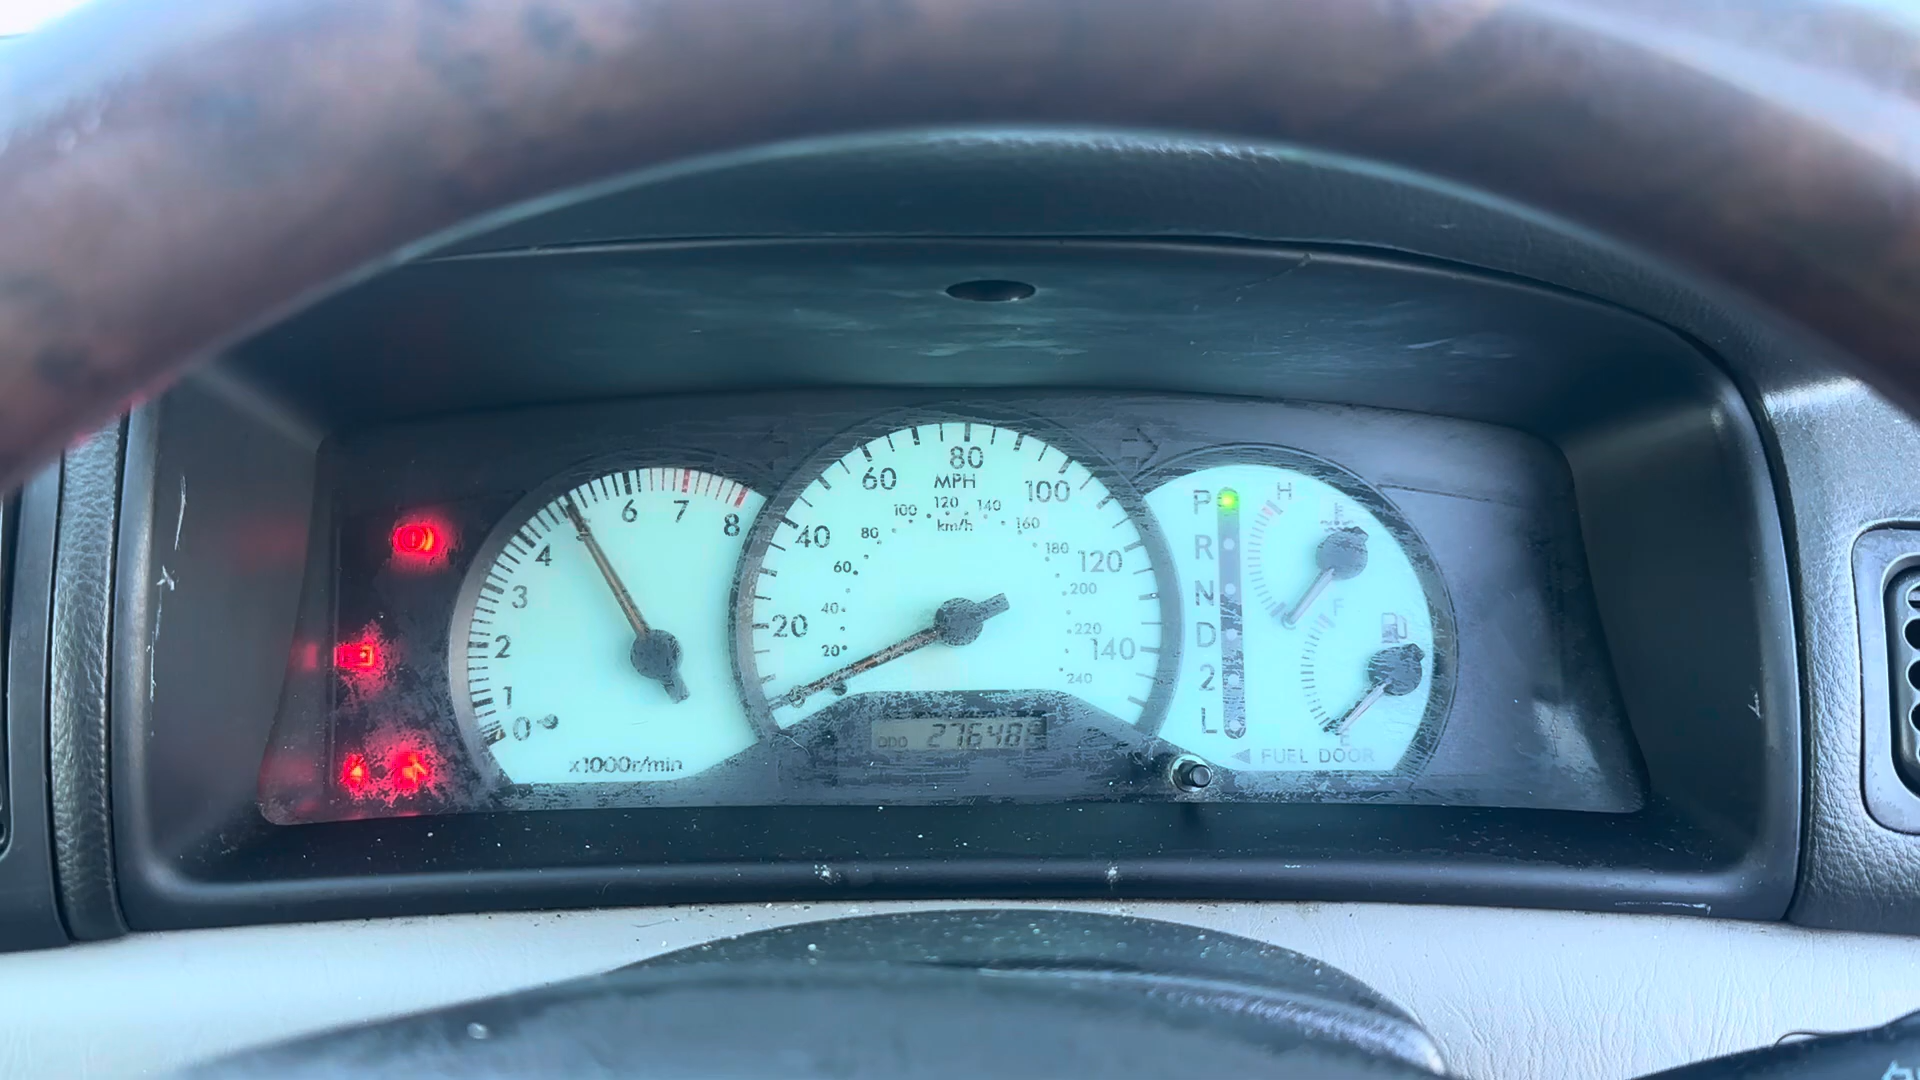 0 1 2 3 4 5 6 7 8
x1000r/min
20 40 60 80 100 120 140
MPH
20 40 60 80 100 120 140 160 180 200 220 240
km/h
ODO 27648
P
R
N
D
2
L
H
F
E
FUEL DOOR